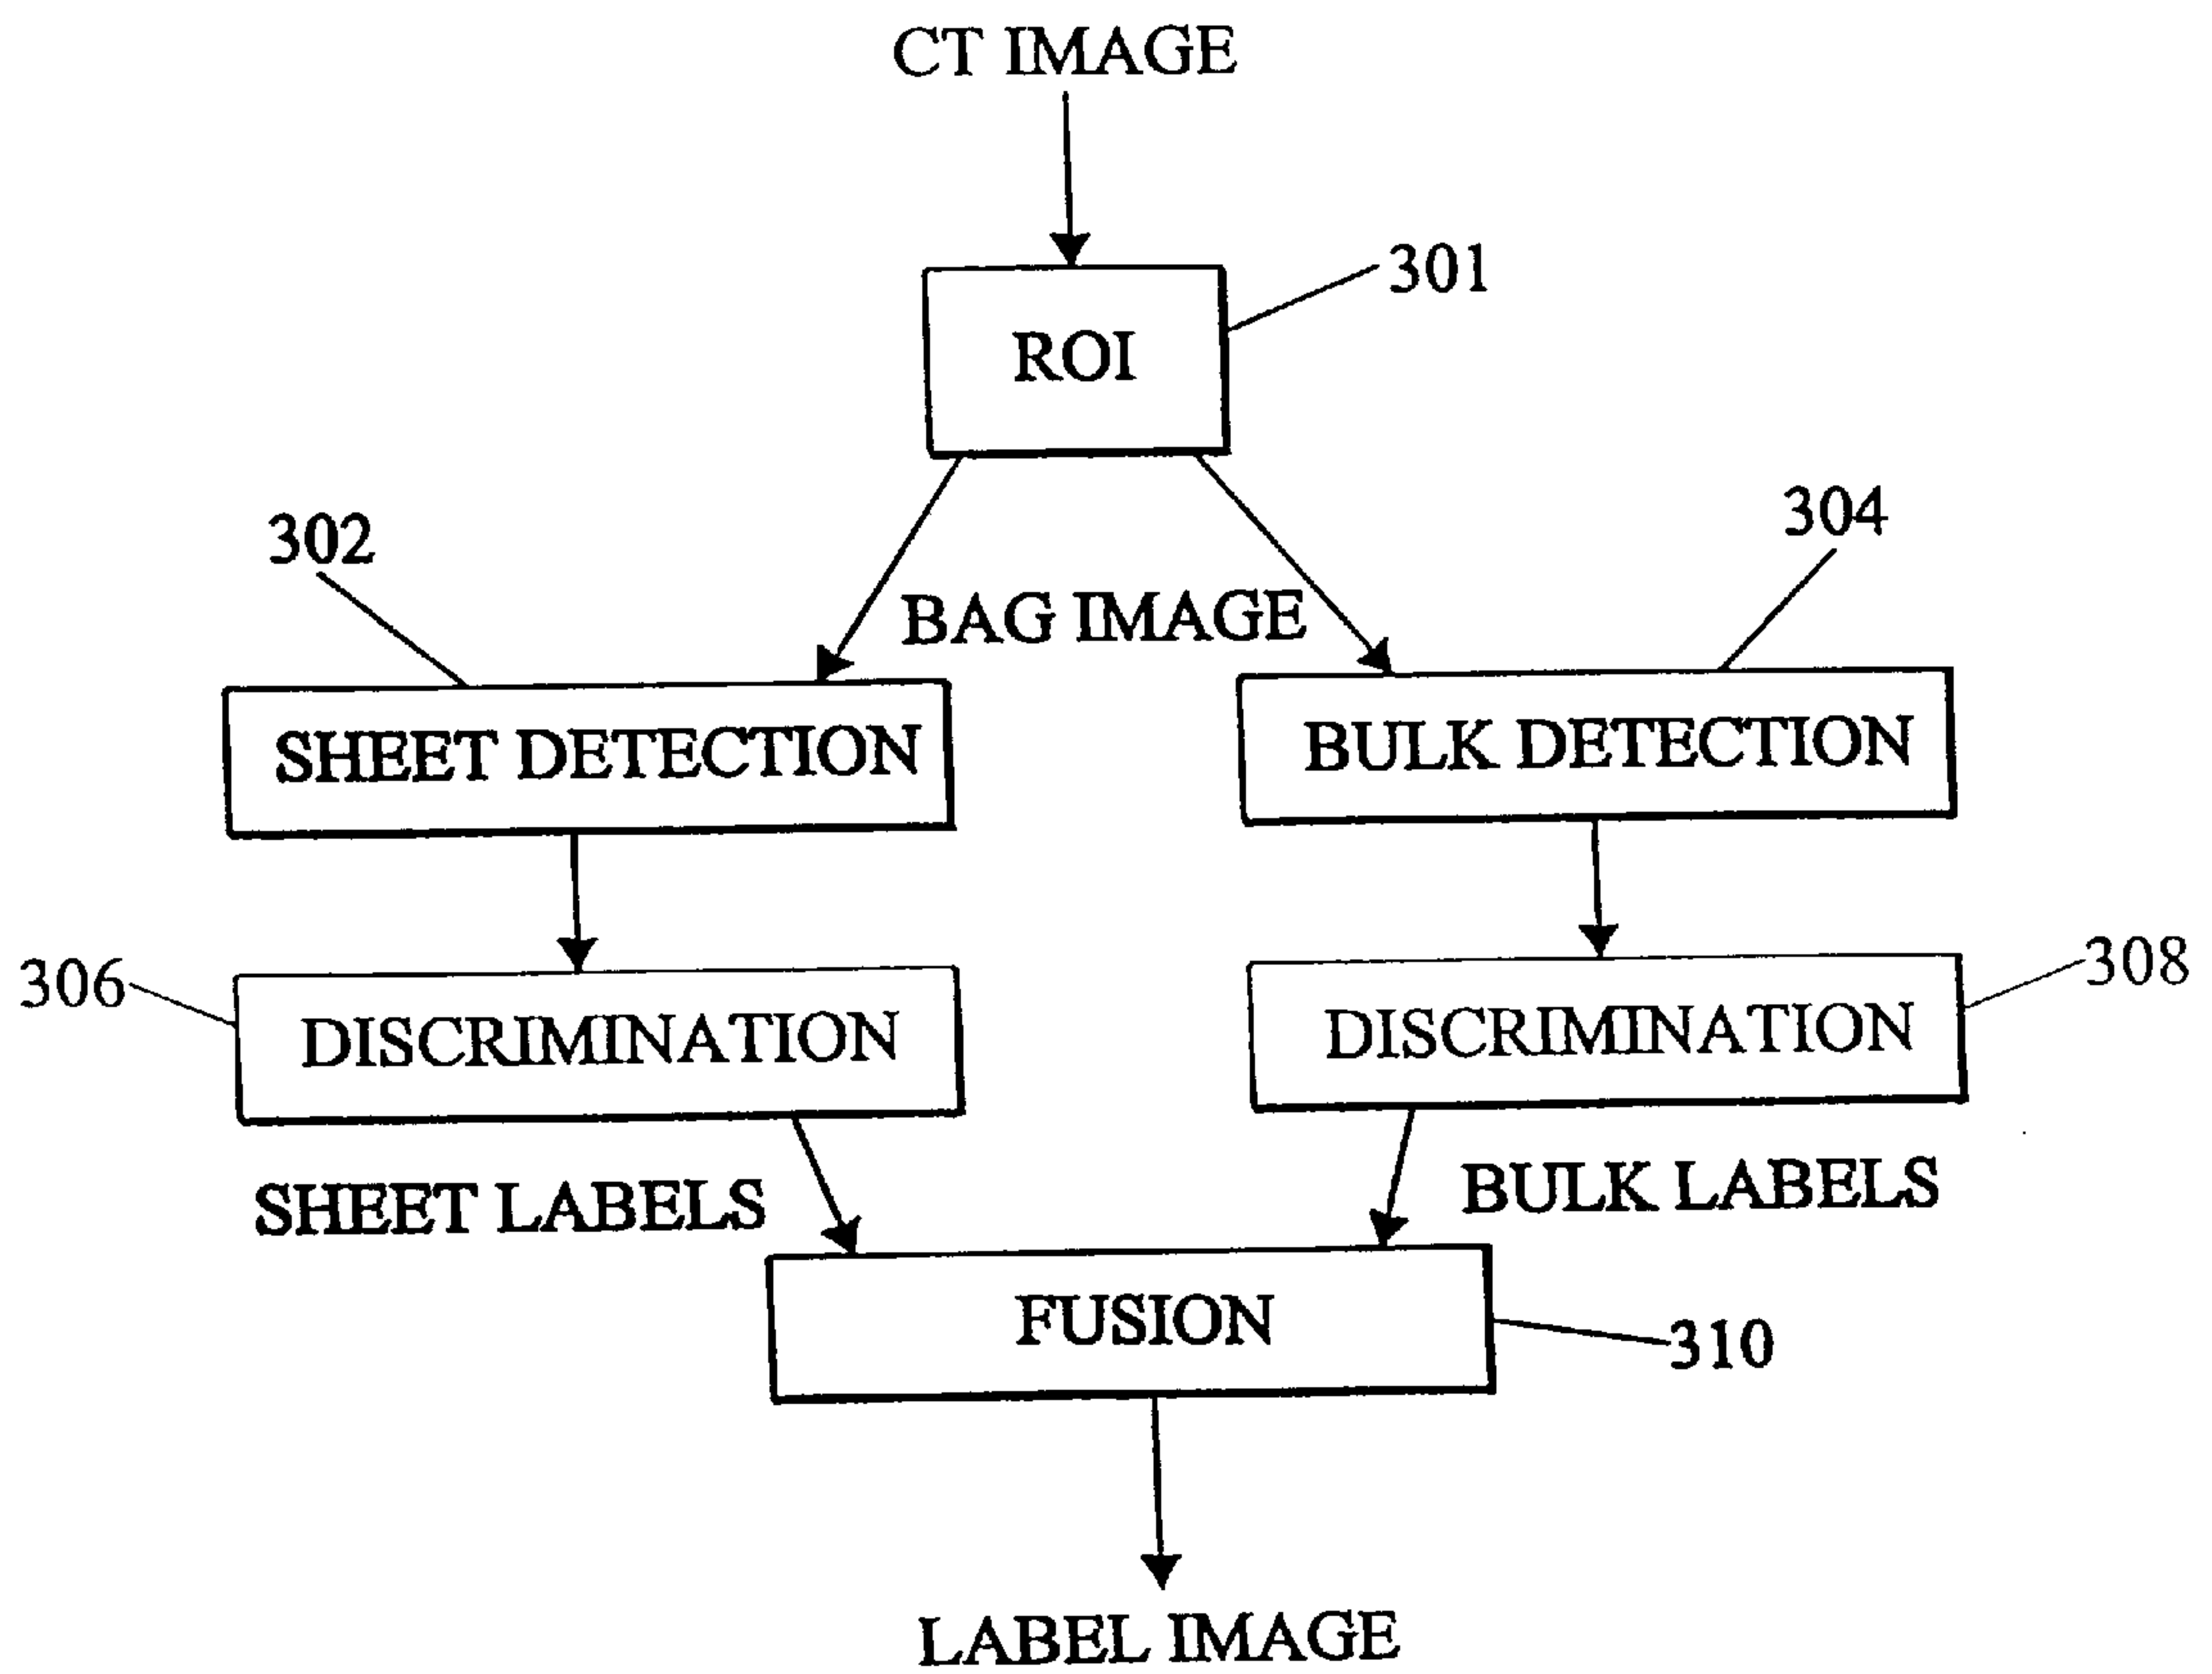 CT IMAGE
301
ROI
302
304
BAG IMAGE
SHEET DETECTION
BULK DETECTION
306
308
DISCRIMINATION
DISCRIMINATION
SHEET LABELS
BULK LABELS
FUSION
310
LABEL IMAGE